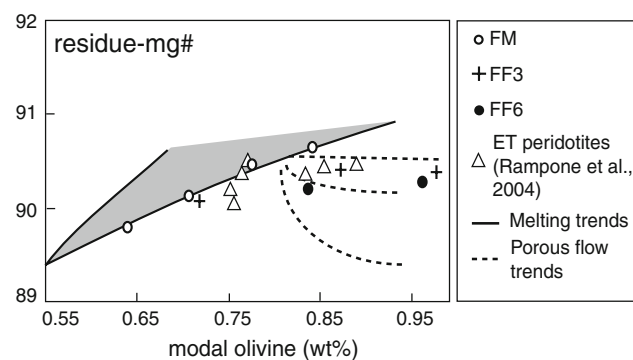 92
91
90
89
residue-mg#
0.55
0.65
0.75
0.85
0.95
modal olivine (wt%)
FM
FF3
FF6
ET peridotites
(Rampone et al.,
2004)
Melting trends
Porous flow
trends